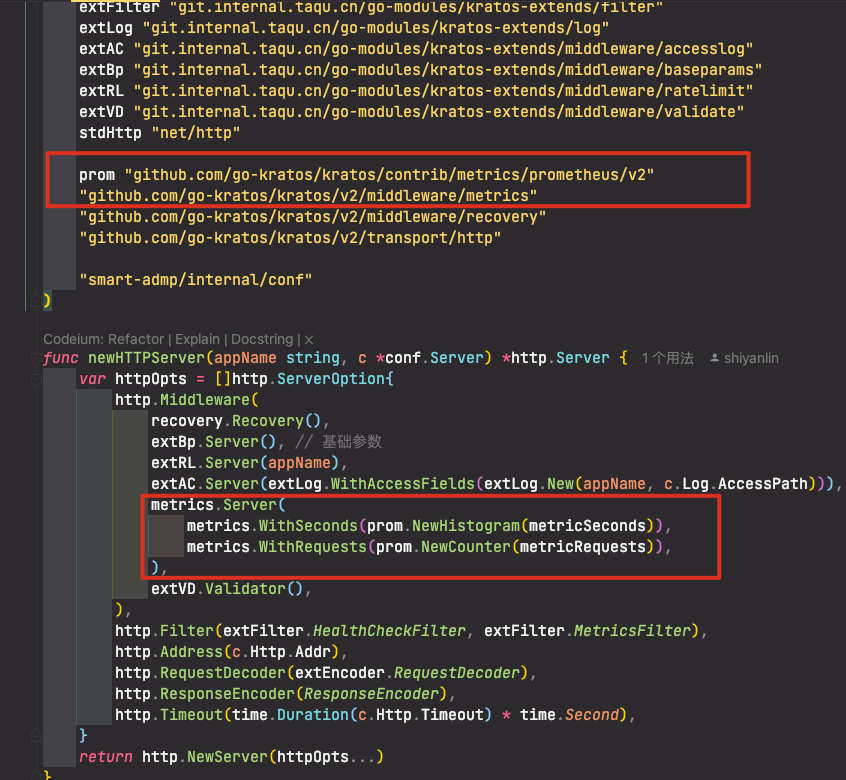 extFilter "git.internal.taqu.cn/go-modules/kratos-extends/filter"
extLog "git.internal.taqu.cn/go-modules/kratos-extends/log"
extAC "git.internal.taqu.cn/go-modules/kratos-extends/middleware/accesslog"
extBp "git.internal.taqu.cn/go-modules/kratos-extends/middleware/baseparams"
extRL "git.internal.taqu.cn/go-modules/kratos-extends/middleware/ratelimit"
extVD "git.internal.taqu.cn/go-modules/kratos-extends/middleware/validate"
stdHttp "net/http"
prom "github.com/go-kratos/kratos/contrib/metrics/prometheus/v2"
"github.com/go-kratos/kratos/v2/middleware/metrics"
"github.com/go-kratos/kratos/v2/middleware/recovery"
"github.com/go-kratos/kratos/v2/transport/http"
"smart-admp/internal/conf"
)
Codeium: Refactor | Explain | Docstring | ×
func newHTTPServer(appName string, c *conf.Server) *http.Server { 1个用法 shiyanlin
var httpOpts = []http.ServerOption{
http.Middleware(
recovery.Recovery(),
extBp.Server(), // 基础参数
extRL.Server(appName),
extAC.Server(extLog.WithAccessFields(extLog.New(appName, c.Log.AccessPath))),
metrics.Server(
metrics.WithSeconds(prom.NewHistogram(metricSeconds)),
metrics.WithRequests(prom.NewCounter(metricRequests)),
),
extVD.Validator(),
),
http.Filter(extFilter.HealthCheckFilter, extFilter.MetricsFilter),
http.Address(c.Http.Addr),
http.RequestDecoder(extEncoder.RequestDecoder),
http.ResponseEncoder(ResponseEncoder),
http.Timeout(time.Duration(c.Http.Timeout) * time.Second),
}
return http.NewServer(httpOpts...)
}